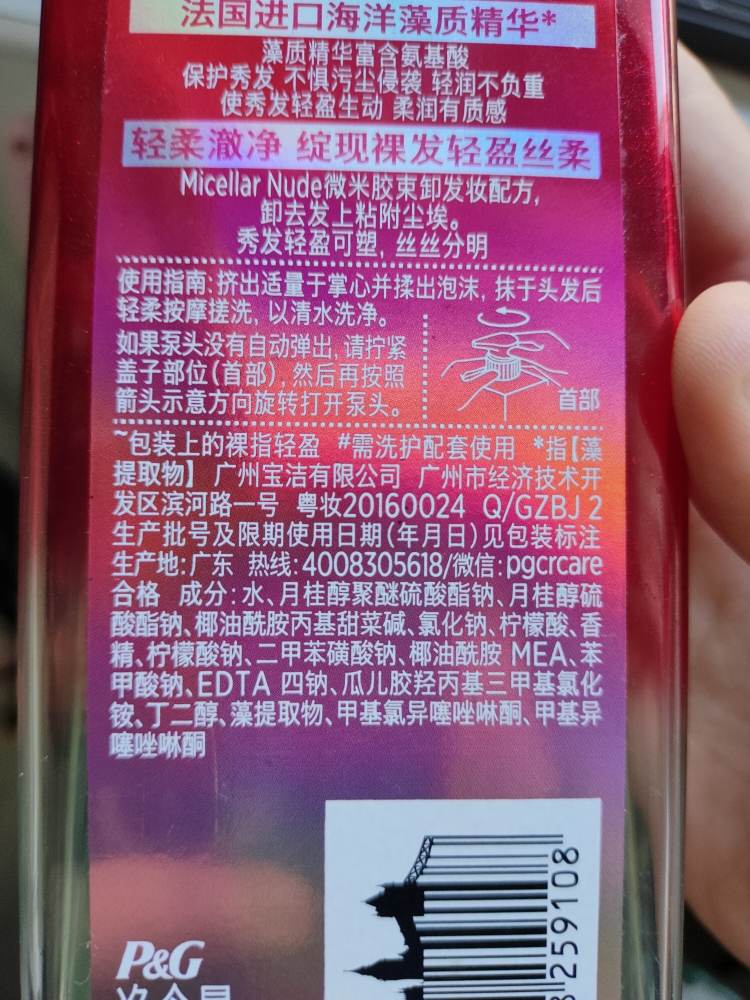 法国进口海洋藻质精华*
藻质精华富含氨基酸
保护秀发 不惧污尘侵袭 轻润不负重
使秀发轻盈生动 柔润有质感
轻柔澈净 绽现裸发轻盈丝柔
Micellar Nude微米胶束卸发妆配方,
卸去发上粘附尘埃。
秀发轻盈可塑, 丝丝分明
使用指南: 挤出适量于掌心并揉出泡沫, 抹于头发后
轻柔按摩搓洗, 以清水洗净。
如果泵头没有自动弹出, 请拧紧
盖子部位(首部), 然后再按照
箭头示意方向旋转打开泵头。
首部
~包装上的裸指轻盈 #需洗护配套使用 *指【藻
提取物】 广州宝洁有限公司 广州市经济技术开
发区滨河路一号 粤妆20160024 Q/GZBJ 2
生产批号及限期使用日期(年月日)见包装标注
生产地: 广东 热线: 4008305618/微信: pgcrcare
合格 成分: 水、月桂醇聚醚硫酸酯钠、月桂醇硫
酸酯钠、椰油酰胺丙基甜菜碱、氯化钠、柠檬酸、香
精、柠檬酸钠、二甲苯磺酸钠、椰油酰胺 MEA、苯
甲酸钠、EDTA 四钠、瓜儿胶羟丙基三甲基氯化
铵、丁二醇、藻提取物、甲基氯异噻唑啉酮、甲基异
噻唑啉酮
P&G
259108